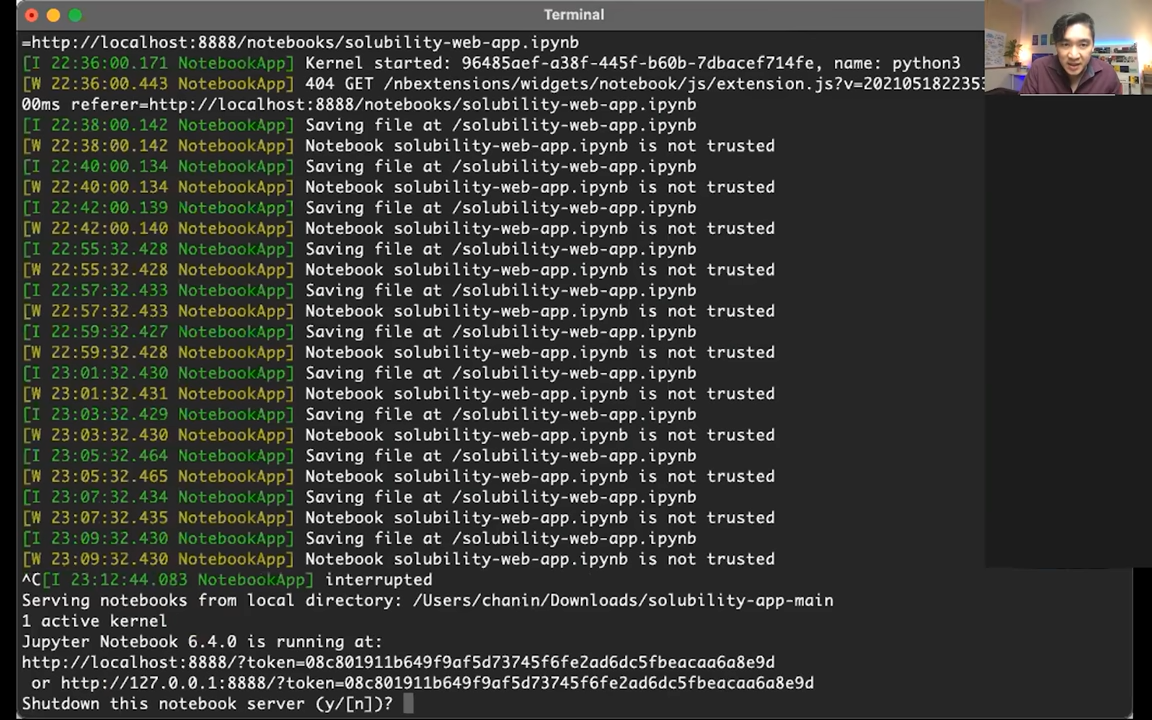 Terminal
=http://localhost:8888/notebooks/solubility-web-app.ipynb
[I 22:36:00.171 NotebookApp] Kernel started: 96485aef-a38f-445f-b60b-7dbacef714fe, name: python3
[W 22:36:00.443 NotebookApp] 404 GET /nbextensions/widgets/notebook/js/extension.js?v=2021051822353
00ms referer=http://localhost:8888/notebooks/solubility-web-app.ipynb
[I 22:38:00.142 NotebookApp] Saving file at /solubility-web-app.ipynb
[W 22:38:00.142 NotebookApp] Notebook solubility-web-app.ipynb is not trusted
[I 22:40:00.134 NotebookApp] Saving file at /solubility-web-app.ipynb
[W 22:40:00.134 NotebookApp] Notebook solubility-web-app.ipynb is not trusted
[I 22:42:00.139 NotebookApp] Saving file at /solubility-web-app.ipynb
[W 22:42:00.140 NotebookApp] Notebook solubility-web-app.ipynb is not trusted
[I 22:55:32.428 NotebookApp] Saving file at /solubility-web-app.ipynb
[W 22:55:32.428 NotebookApp] Notebook solubility-web-app.ipynb is not trusted
[I 22:57:32.433 NotebookApp] Saving file at /solubility-web-app.ipynb
[W 22:57:32.433 NotebookApp] Notebook solubility-web-app.ipynb is not trusted
[I 22:59:32.427 NotebookApp] Saving file at /solubility-web-app.ipynb
[W 22:59:32.428 NotebookApp] Notebook solubility-web-app.ipynb is not trusted
[I 23:01:32.430 NotebookApp] Saving file at /solubility-web-app.ipynb
[W 23:01:32.431 NotebookApp] Notebook solubility-web-app.ipynb is not trusted
[I 23:03:32.429 NotebookApp] Saving file at /solubility-web-app.ipynb
[W 23:03:32.430 NotebookApp] Notebook solubility-web-app.ipynb is not trusted
[I 23:05:32.464 NotebookApp] Saving file at /solubility-web-app.ipynb
[W 23:05:32.465 NotebookApp] Notebook solubility-web-app.ipynb is not trusted
[I 23:07:32.434 NotebookApp] Saving file at /solubility-web-app.ipynb
[W 23:07:32.435 NotebookApp] Notebook solubility-web-app.ipynb is not trusted
[I 23:09:32.430 NotebookApp] Saving file at /solubility-web-app.ipynb
[W 23:09:32.430 NotebookApp] Notebook solubility-web-app.ipynb is not trusted
^C[I 23:12:44.083 NotebookApp] interrupted
Serving notebooks from local directory: /Users/chanin/Downloads/solubility-app-main
1 active kernel
Jupyter Notebook 6.4.0 is running at:
http://localhost:8888/?token=08c801911b649f9af5d73745f6fe2ad6dc5fbeacaa6a8e9d
 or http://127.0.0.1:8888/?token=08c801911b649f9af5d73745f6fe2ad6dc5fbeacaa6a8e9d
Shutdown this notebook server (y/[n])?